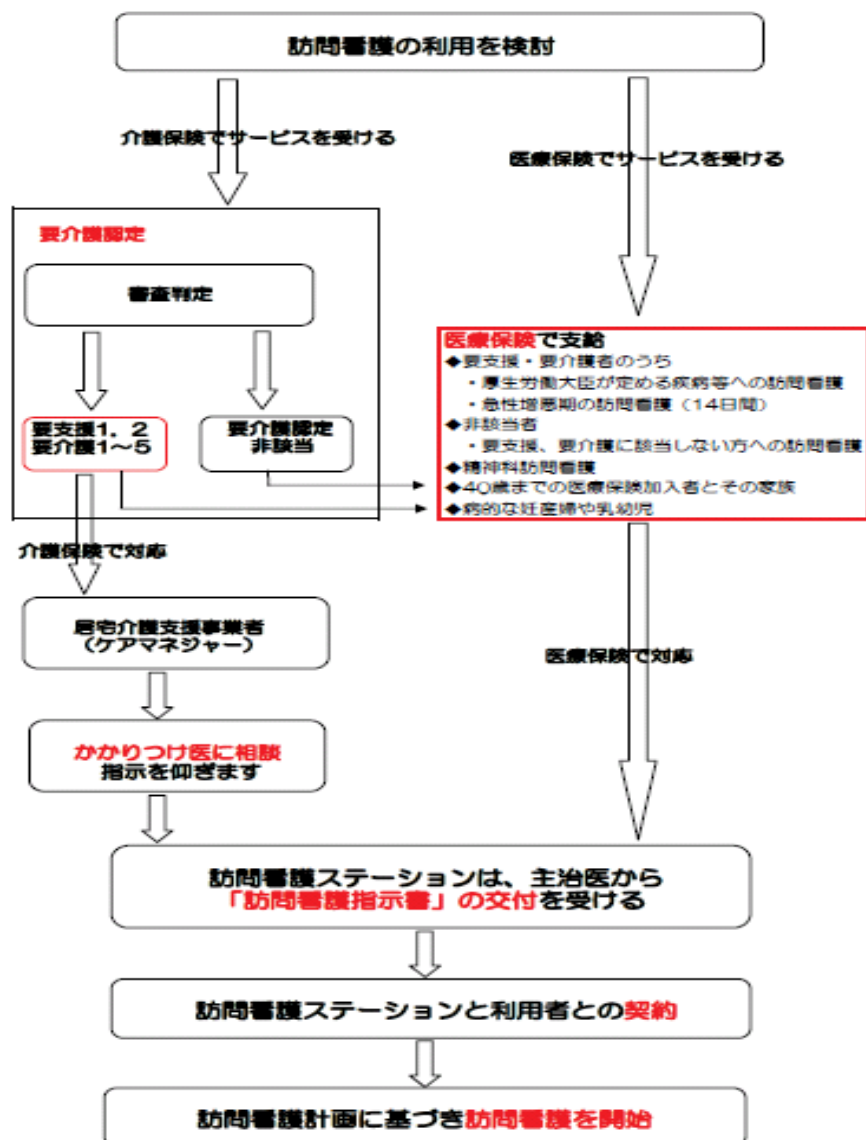 訪問看護の利用を検討
介護保険でサービスを受ける
医療保険でサービスを受ける
要介護認定
審査判定
要支援1．2
要介護1～5
要介護認定
非該当
医療保険で支給
◆要支援・要介護者のうち
・厚生労働大臣が定める疾病等への訪問看護
・急性増悪期の訪問看護（14日間）
◆非該当者
・要支援、要介護に該当しない方への訪問看護
◆精神科訪問看護
◆40歳までの医療保険加入者とその家族
◆病的な妊産婦や乳幼児
介護保険で対応
居宅介護支援事業者
（ケアマネジャー）
医療保険で対応
かかりつけ医に相談
指示を仰ぎます
訪問看護ステーションは、主治医から
「訪問看護指示書」の交付を受ける
訪問看護ステーションと利用者との契約
訪問看護計画に基づき訪問看護を開始